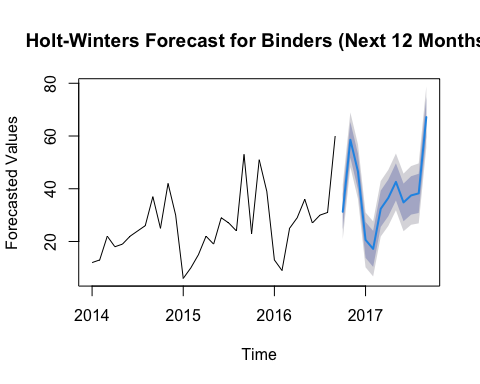 Holt-Winters Forecast for Binders (Next 12 Months
Forecasted Values
80
60
40
20
2014 2015 2016 2017
Time